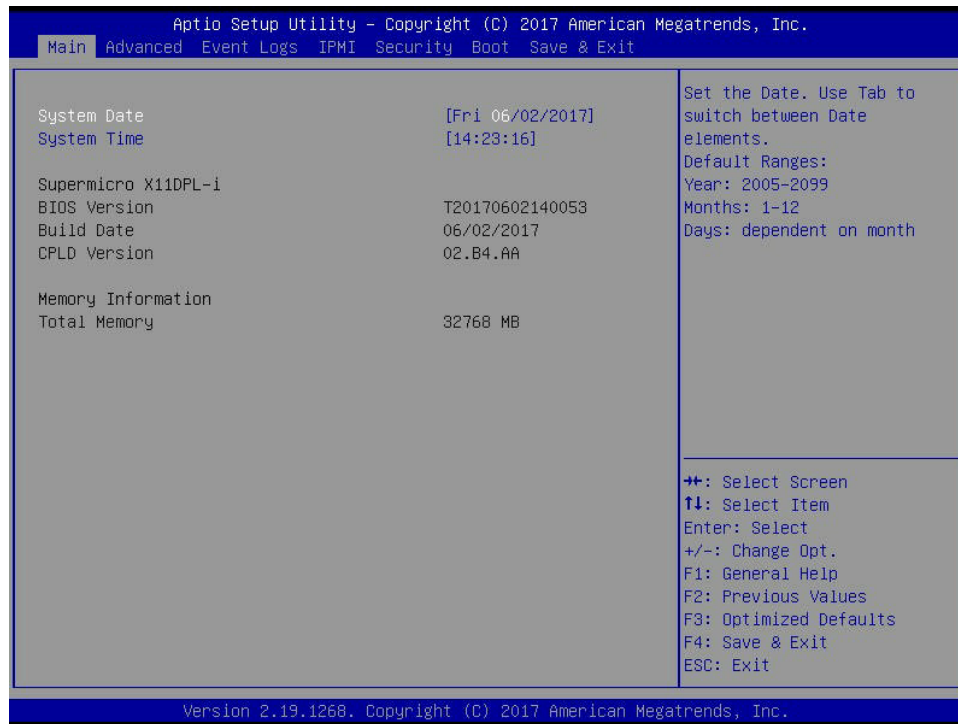 Aptio Setup Utility – Copyright (C) 2017 American Megatrends, Inc.
Main Advanced Event Logs IPMI Security Boot Save & Exit
System Date [Fri 06/02/2017]
System Time [14:23:16]
Supermicro X11DPL-i
BIOS Version T20170602140053
Build Date 06/02/2017
CPLD Version 02.B4.AA
Memory Information
Total Memory 32768 MB
Set the Date. Use Tab to
switch between Date
elements.
Default Ranges:
Year: 2005-2099
Months: 1-12
Days: dependent on month
→←: Select Screen
↑↓: Select Item
Enter: Select
+/-: Change Opt.
F1: General Help
F2: Previous Values
F3: Optimized Defaults
F4: Save & Exit
ESC: Exit
Version 2.19.1268. Copyright (C) 2017 American Megatrends, Inc.